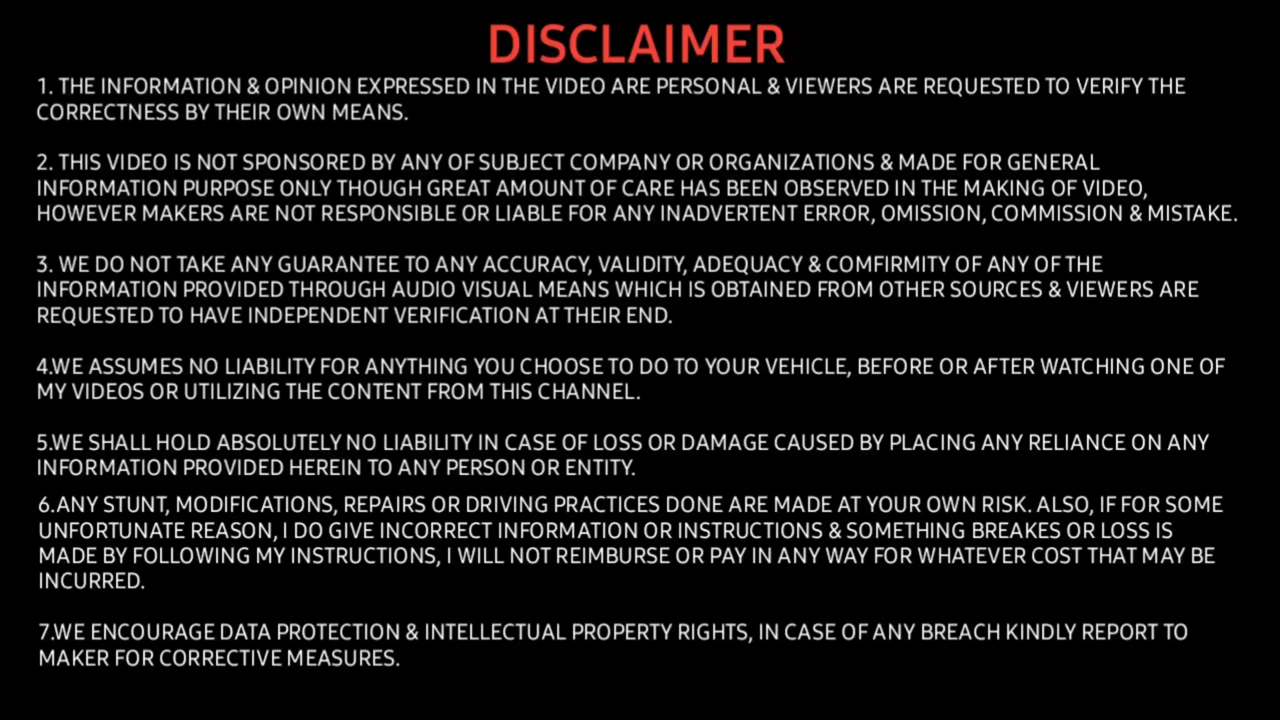 DISCLAIMER
1. THE INFORMATION & OPINION EXPRESSED IN THE VIDEO ARE PERSONAL & VIEWERS ARE REQUESTED TO VERIFY THE
CORRECTNESS BY THEIR OWN MEANS.
2. THIS VIDEO IS NOT SPONSORED BY ANY OF SUBJECT COMPANY OR ORGANIZATIONS & MADE FOR GENERAL
INFORMATION PURPOSE ONLY THOUGH GREAT AMOUNT OF CARE HAS BEEN OBSERVED IN THE MAKING OF VIDEO,
HOWEVER MAKERS ARE NOT RESPONSIBLE OR LIABLE FOR ANY INADVERTENT ERROR, OMISSION, COMMISSION & MISTAKE.
3. WE DO NOT TAKE ANY GUARANTEE TO ANY ACCURACY, VALIDITY, ADEQUACY & COMFIRMITY OF ANY OF THE
INFORMATION PROVIDED THROUGH AUDIO VISUAL MEANS WHICH IS OBTAINED FROM OTHER SOURCES & VIEWERS ARE
REQUESTED TO HAVE INDEPENDENT VERIFICATION AT THEIR END.
4.WE ASSUMES NO LIABILITY FOR ANYTHING YOU CHOOSE TO DO TO YOUR VEHICLE, BEFORE OR AFTER WATCHING ONE OF
MY VIDEOS OR UTILIZING THE CONTENT FROM THIS CHANNEL.
5.WE SHALL HOLD ABSOLUTELY NO LIABILITY IN CASE OF LOSS OR DAMAGE CAUSED BY PLACING ANY RELIANCE ON ANY
INFORMATION PROVIDED HEREIN TO ANY PERSON OR ENTITY.
6.ANY STUNT, MODIFICATIONS, REPAIRS OR DRIVING PRACTICES DONE ARE MADE AT YOUR OWN RISK. ALSO, IF FOR SOME
UNFORTUNATE REASON, I DO GIVE INCORRECT INFORMATION OR INSTRUCTIONS & SOMETHING BREAKES OR LOSS IS
MADE BY FOLLOWING MY INSTRUCTIONS, I WILL NOT REIMBURSE OR PAY IN ANY WAY FOR WHATEVER COST THAT MAY BE
INCURRED.
7.WE ENCOURAGE DATA PROTECTION & INTELLECTUAL PROPERTY RIGHTS, IN CASE OF ANY BREACH KINDLY REPORT TO
MAKER FOR CORRECTIVE MEASURES.